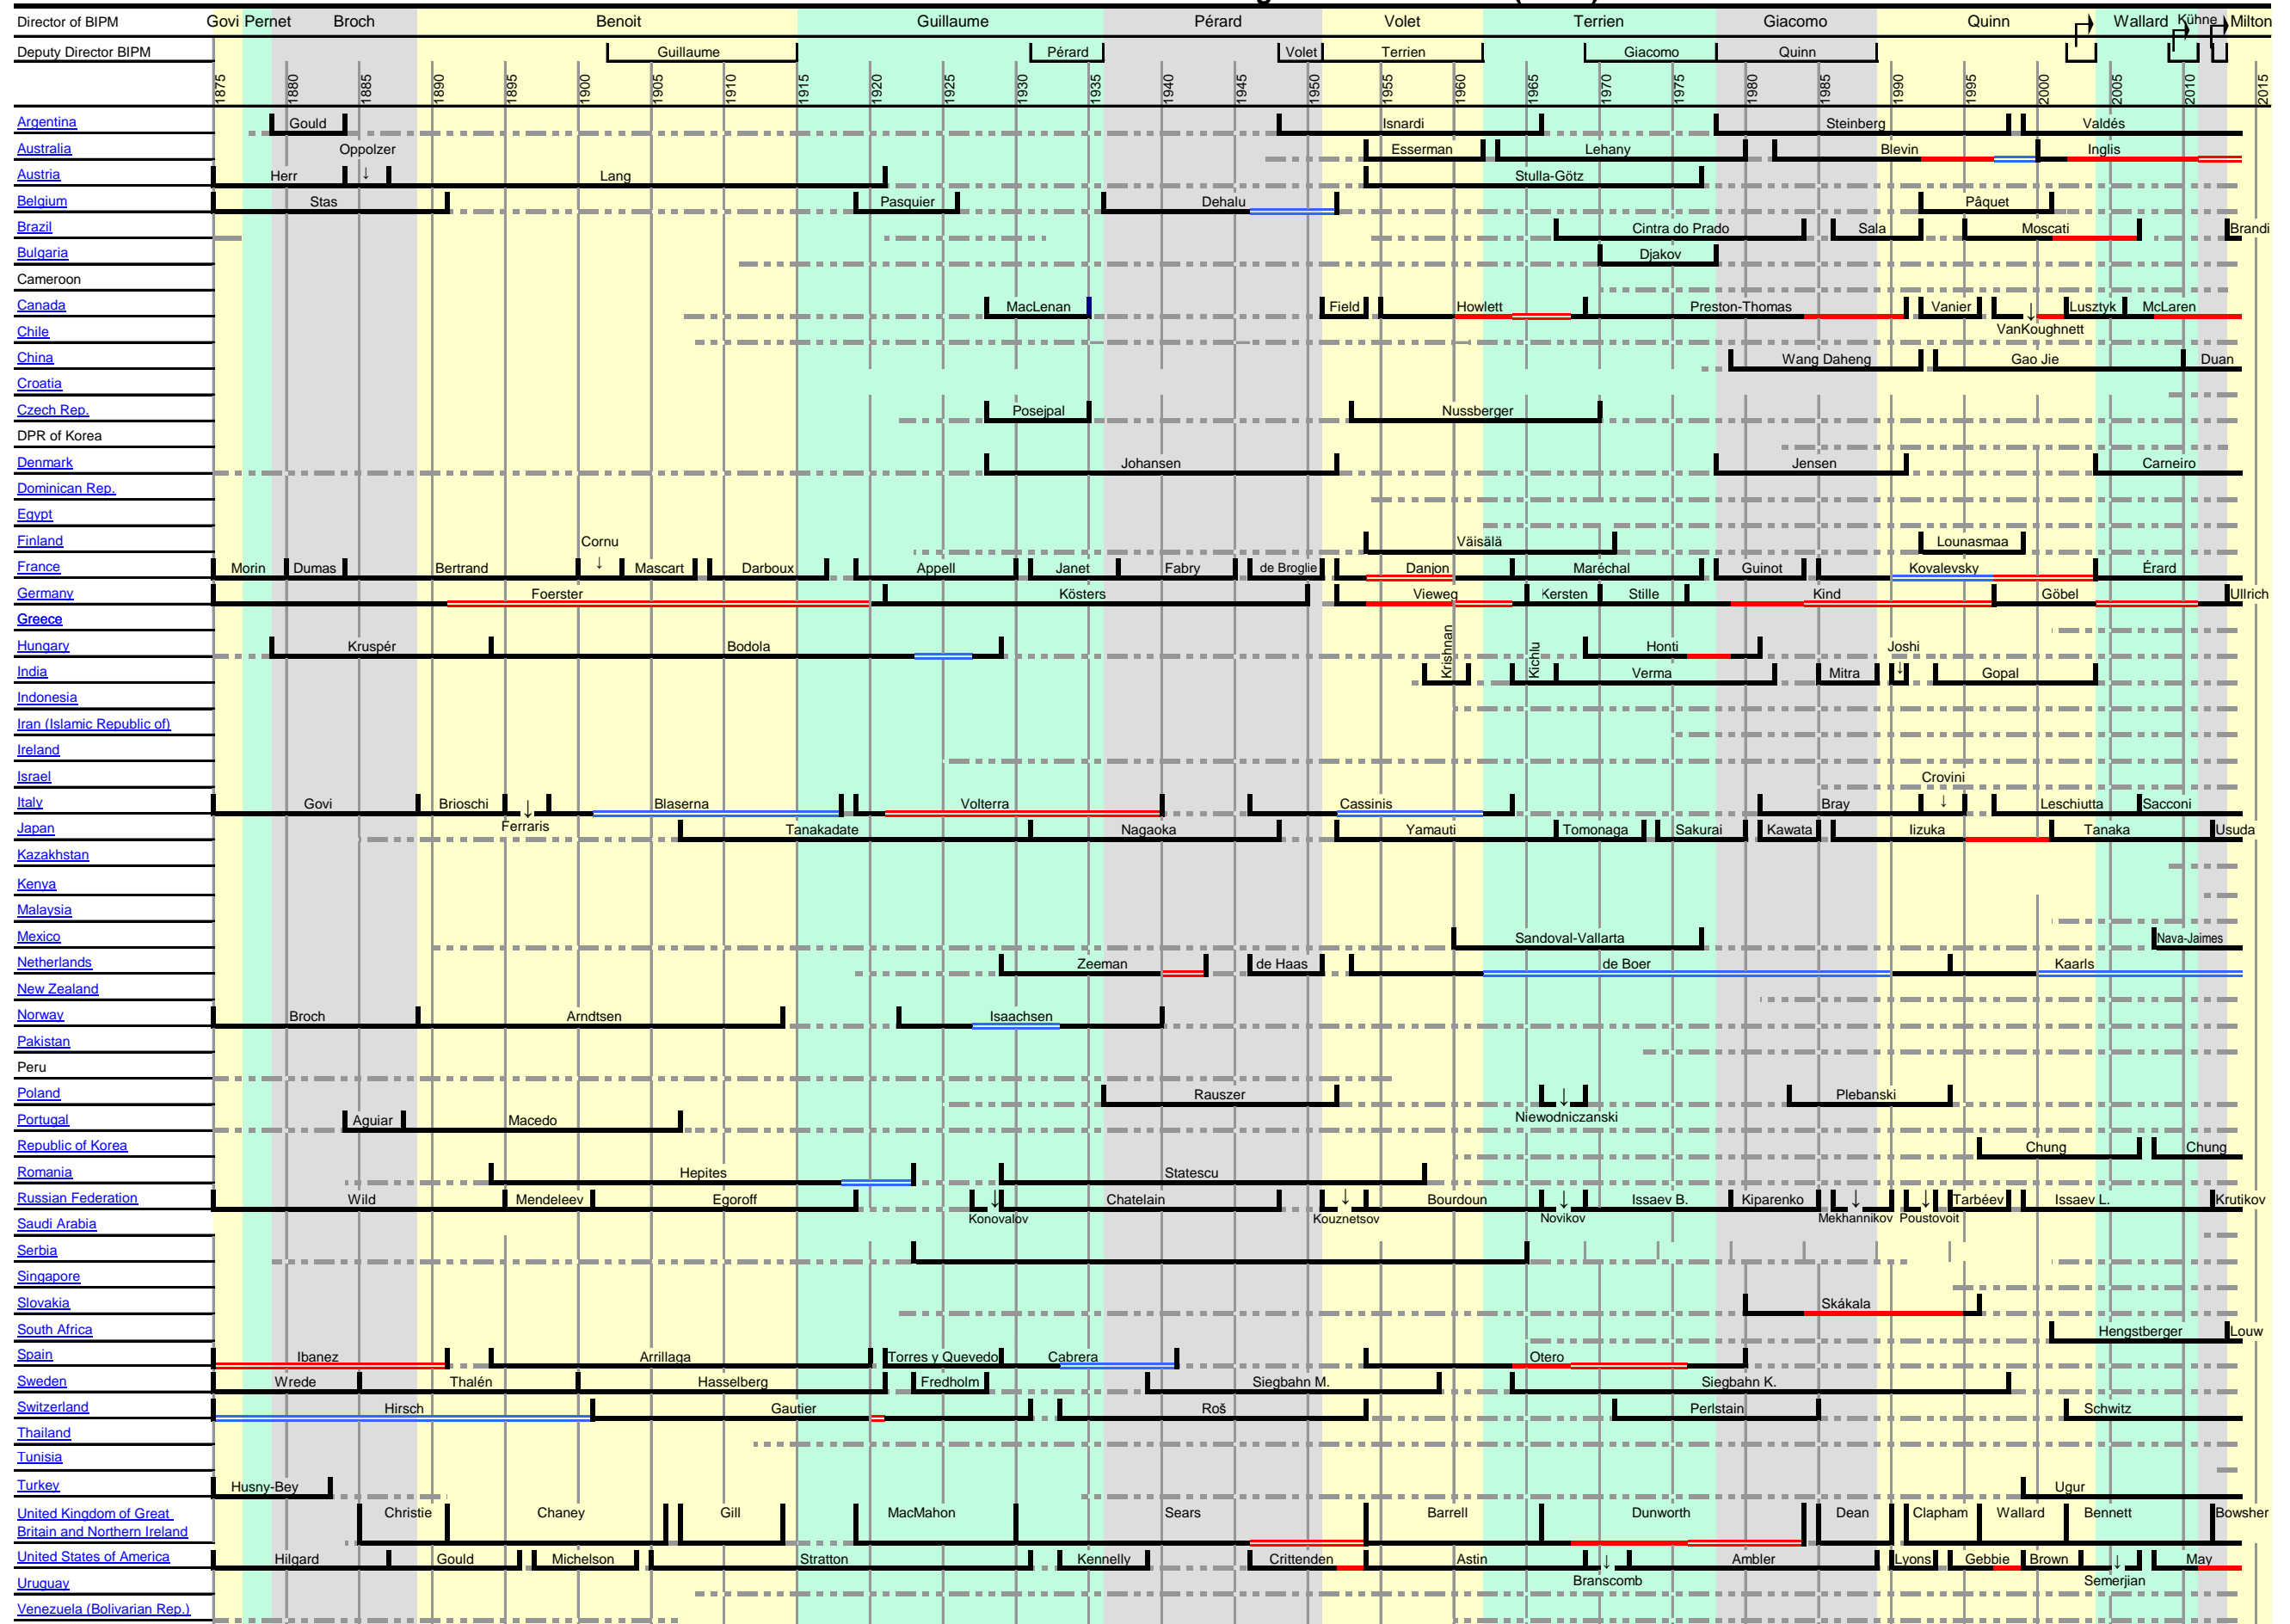 Director of BIPM Govi Pernet Broch Benoit Guillaume Pérard Volet Terrien Giacomo Quinn Wallard Kühne Milton
Deputy Director BIPM Guillaume Pérard Volet Terrien Giacomo Quinn
1875 1880 1885 1890 1895 1900 1905 1910 1915 1920 1925 1930 1935 1940 1945 1950 1955 1960 1965 1970 1975 1980 1985 1990 1995 2000 2005 2010 2015
Argentina Gould Isnardi Steinberg Valdés
Australia Esserman Lehany Blevin Inglis
Oppolzer
Austria Herr ↓ Lang Stulla-Götz
Belgium Stas Pasquier Dehalu Pâquet
Brazil Cintra do Prado Sala Moscati Brandi
Bulgaria Djakov
Cameroon
Canada MacLenan Field Howlett Preston-Thomas Vanier ↓ Lusztyk McLaren
Chile VanKoughnett
China Wang Daheng Gao Jie Duan
Croatia
Czech Rep. Posejpal Nussberger
DPR of Korea
Denmark Johansen Jensen Carneiro
Dominican Rep.
Egypt
Finland Cornu Väisälä Lounasmaa
France Morin Dumas Bertrand ↓ Mascart Darboux Appell Janet Fabry de Broglie Danjon Maréchal Guinot Kovalevsky Érard
Germany Foerster Kösters Vieweg Kersten Stille Kind Göbel Ullrich
Greece
Hungary Kruspér Bodola Honti Joshi
India Krishnan Kichlu Verma Mitra ↓ Gopal
Indonesia
Iran (Islamic Republic of)
Ireland
Israel Crovini
Italy Govi Brioschi ↓ Blaserna Volterra Cassinis Bray ↓ Leschiutta Sacconi
Ferraris
Japan Tanakadate Nagaoka Yamauti Tomonaga Sakurai Kawata Iizuka Tanaka Usuda
Kazakhstan
Kenya
Malaysia
Mexico Sandoval-Vallarta Nava-Jaimes
Netherlands Zeeman de Haas de Boer Kaarls
New Zealand
Norway Broch Arndtsen Isaachsen
Pakistan
Peru
Poland Rauszer ↓ Plebanski
Niewodniczanski
Portugal Aguiar Macedo
Republic of Korea Chung Chung
Romania Hepites Statescu
Russian Federation Wild Mendeleev Egoroff ↓ Chatelain ↓ Bourdoun ↓ Issaev B. Kiparenko ↓ ↓ Tarbéev Issaev L. Krutikov
Konovalov Kouznetsov Novikov Mekhannikov Poustovoit
Saudi Arabia
Serbia
Singapore
Slovakia Skákala
South Africa Hengstberger Louw
Spain Ibanez Arrillaga Torres y Quevedo Cabrera Otero
Sweden Wrede Thalén Hasselberg Fredholm Siegbahn M. Siegbahn K.
Switzerland Hirsch Gautier Roš Perlstain Schwitz
Thailand
Tunisia
Turkey Husny-Bey Ugur
United Kingdom of Great Christie Chaney Gill MacMahon Sears Barrell Dunworth Dean Clapham Wallard Bennett Bowsher
Britain and Northern Ireland
United States of America Hilgard Gould Michelson Stratton Kennelly Crittenden Astin ↓ Ambler Lyons Gebbie Brown ↓ May
Branscomb Semerjian
Uruguay
Venezuela (Bolivarian Rep.)